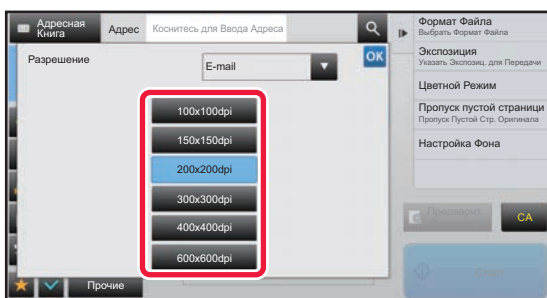 Адресная
Книга
Адрес
Коснитесь для Ввода Адреса
Разрешение
E-mail
OK
100x100dpi
150x150dpi
200x200dpi
300x300dpi
400x400dpi
600x600dpi
Прочие
Формат Файла
Выбрать Формат Файла
Экспозиция
Указать Экспозиц. для Передачи
Цветной Режим
Пропуск пустой страници
Пропуск Пустой Стр. Оригинала
Настройка Фона
Предварит.
CA
Старт